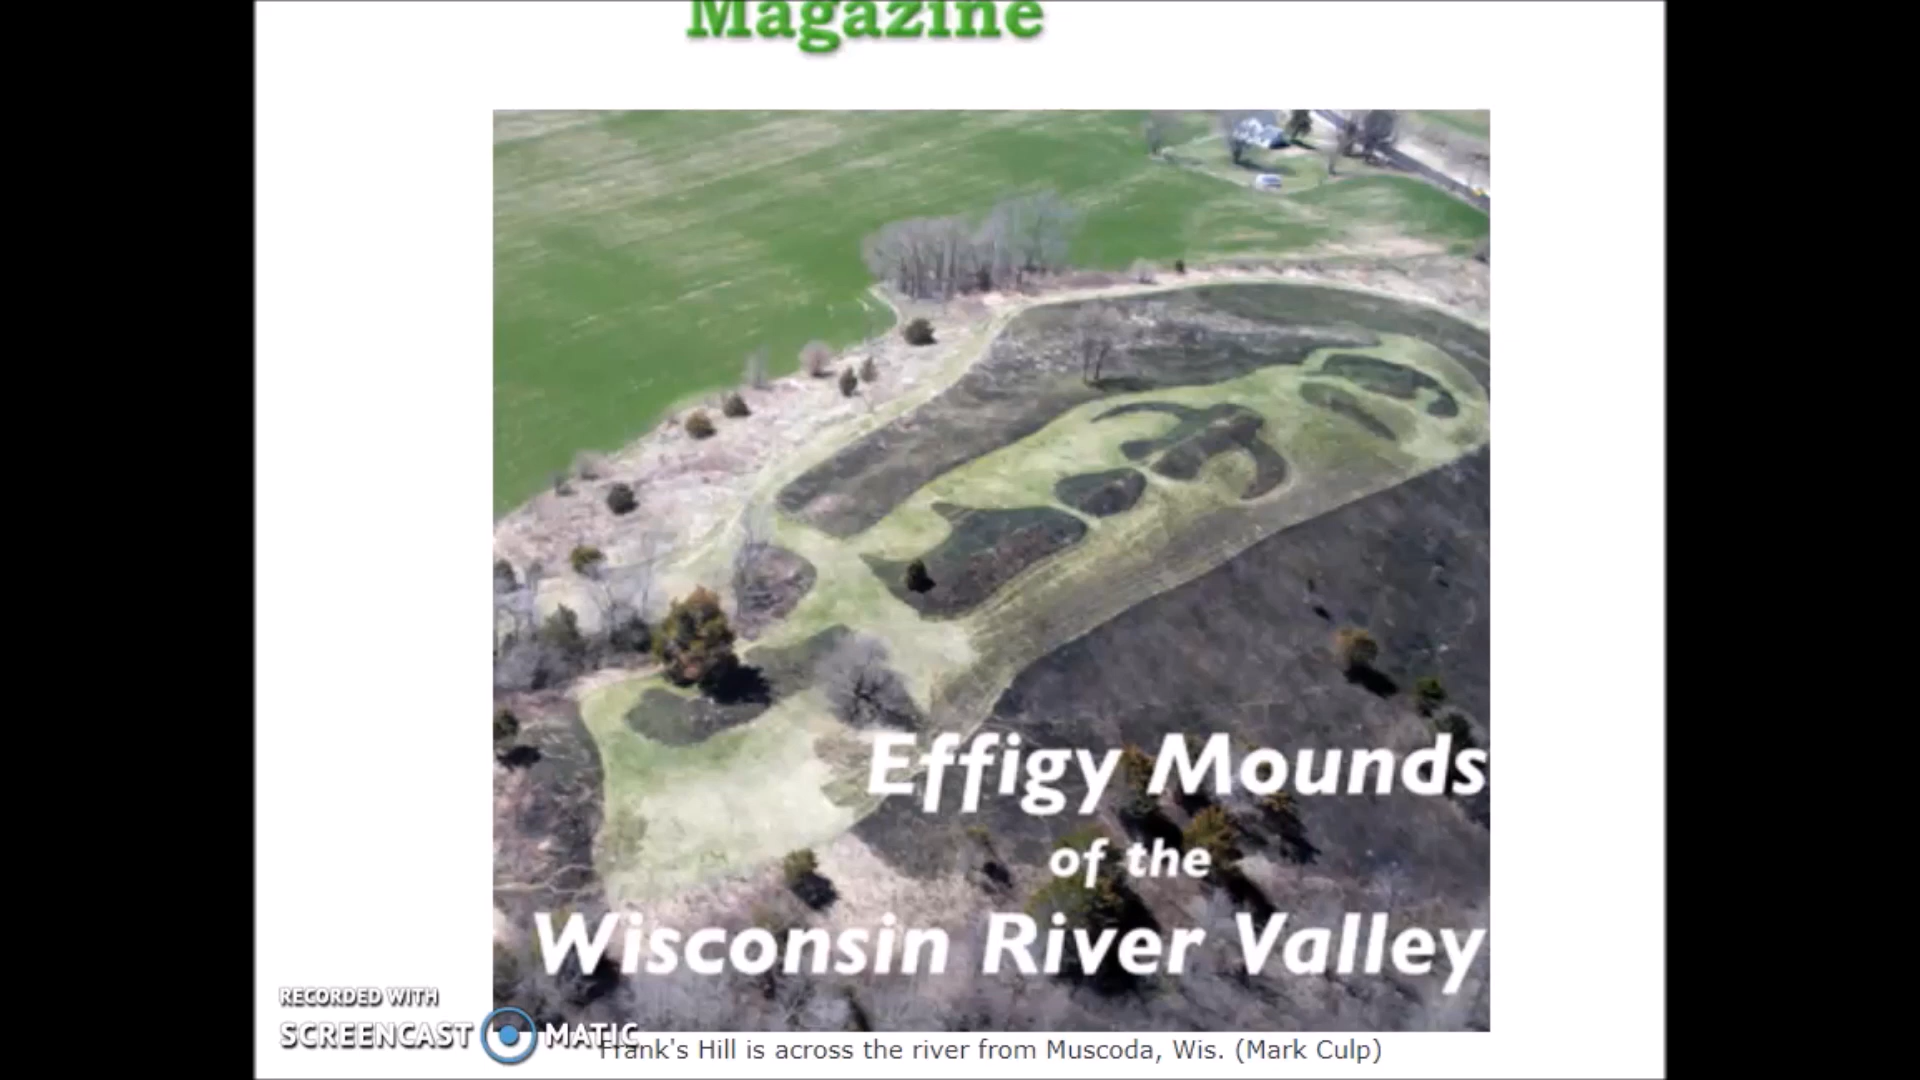 Magazine
Effigy Mounds
of the
Wisconsin River Valley
RECORDED WITH
SCREENCAST MATIC
Frank's Hill is across the river from Muscoda, Wis. (Mark Culp)